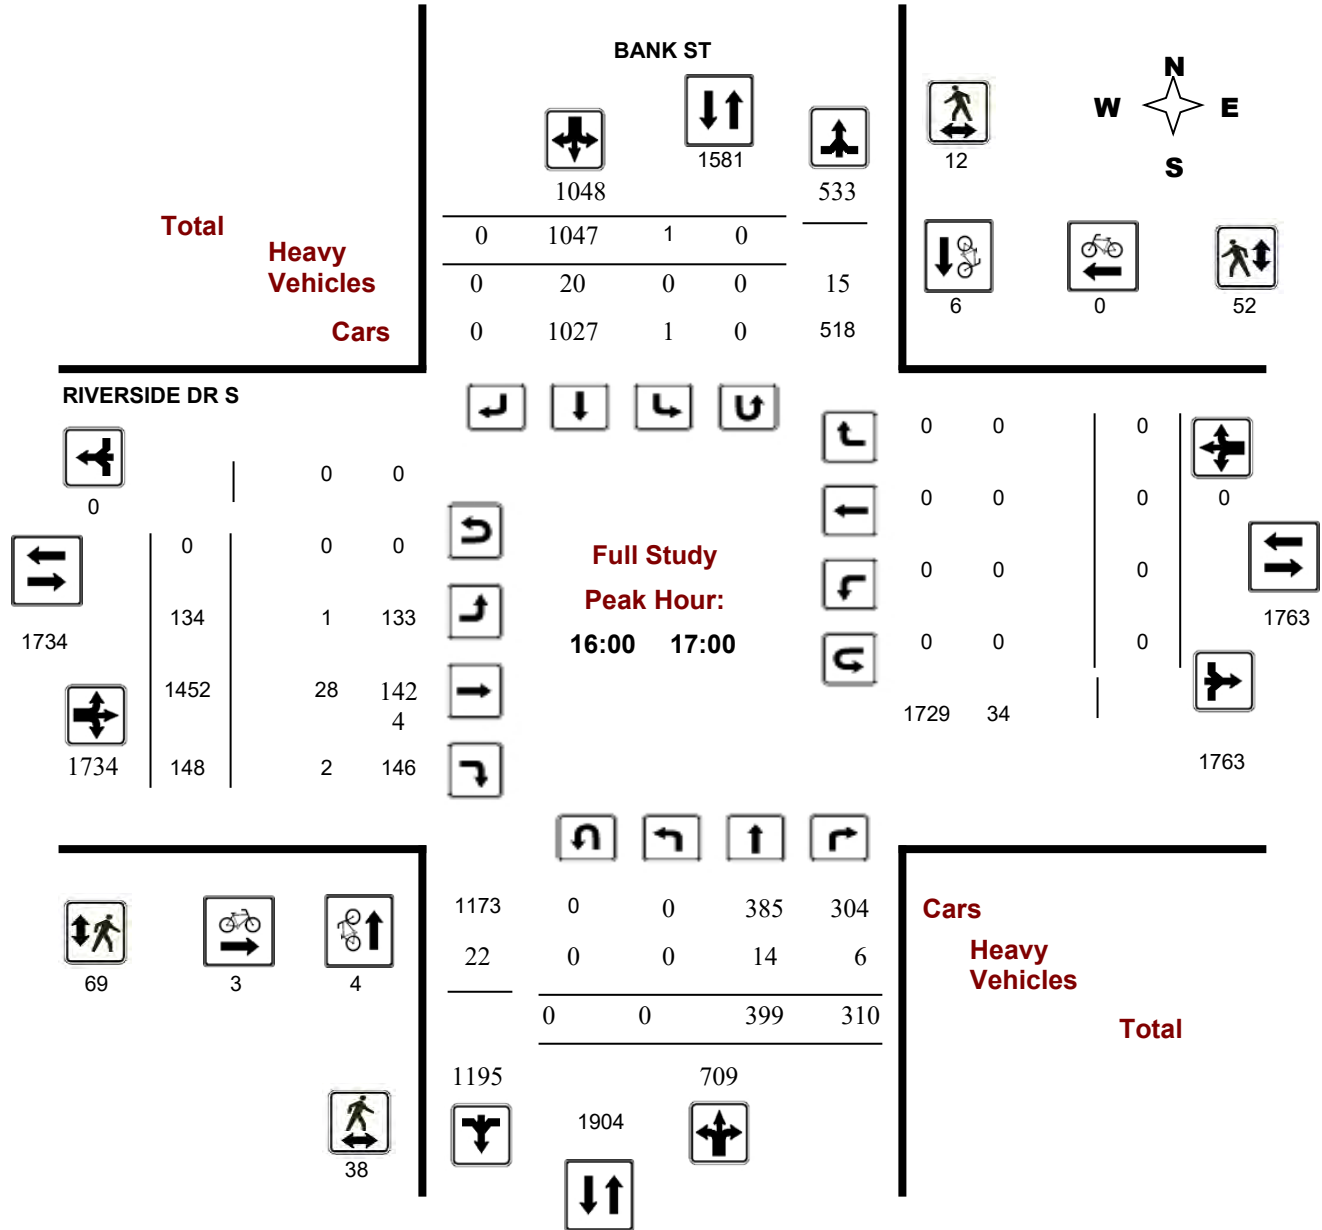 BANK ST
N
W E
S
1581
12
1048
533
Total
0 1047 1 0
Heavy
Vehicles
0 20 0 0 15
6 0 52
Cars
0 1027 1 0 518
RIVERSIDE DR S
0 0 0
0 0
0
0 0 0 0
0 0 0
Full Study
0 0 0
134 1 133
Peak Hour:
1763
1734
16:00 17:00
0 0 0
1452 28 142
4
1729 34
1734 148 2 146
1763
1173 0 0 385 304
Cars
22 0 0 14 6
Heavy
Vehicles
69 3 4
0 0 399 310
Total
1195 709
1904
38